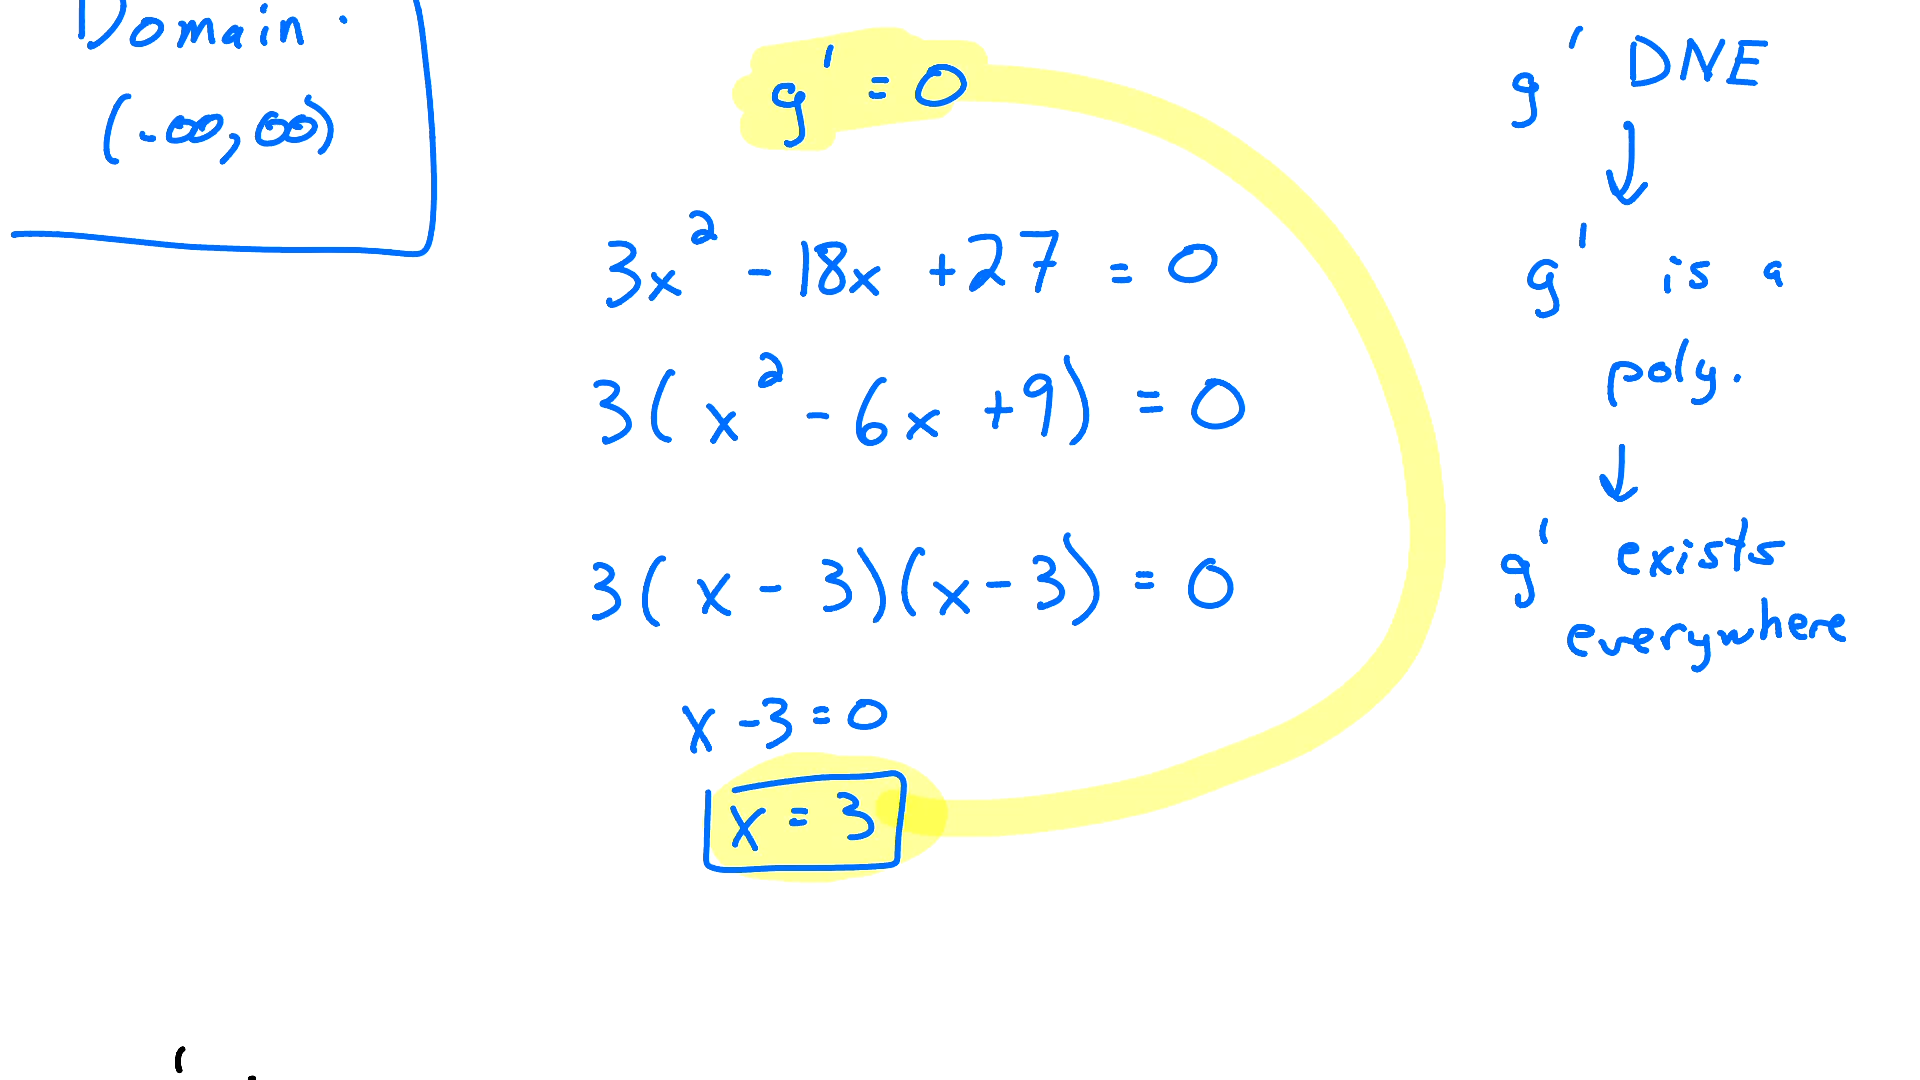 Domain:
(-∞, ∞)
g' = 0
3x² - 18x + 27 = 0
3(x² - 6x + 9) = 0
3(x - 3)(x - 3) = 0
x - 3 = 0
x = 3
g' DNE
↓
g' is a
poly.
↓
g' exists
everywhere